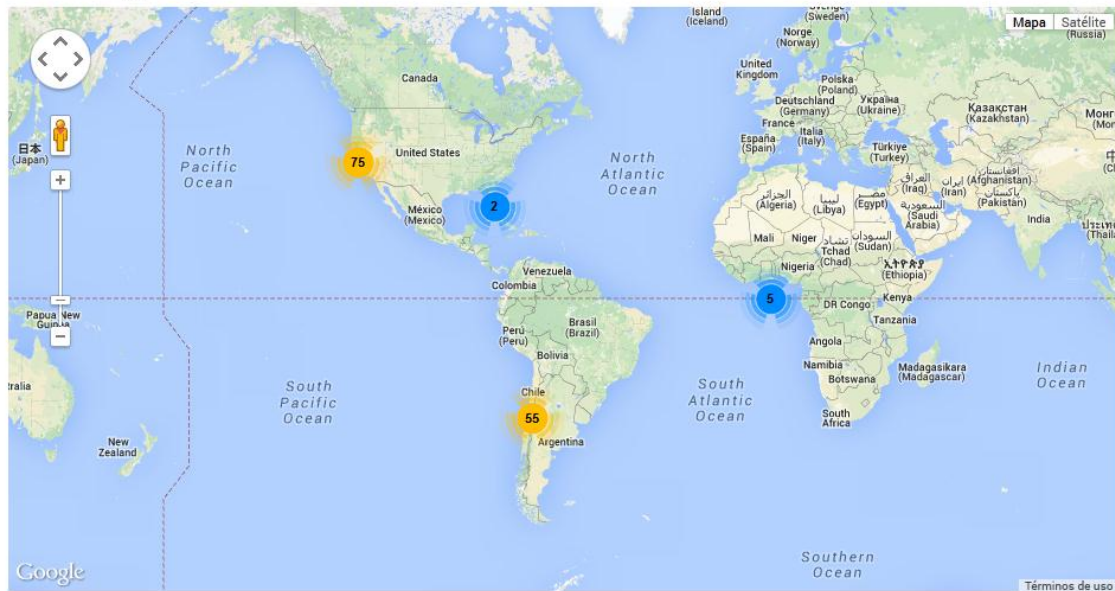 Island
(Iceland)
Sverige
(Sweden)
Norge
(Norway)
Mapa
Satélite
(Russia)
United
Kingdom
Polska
(Poland)
Deutschland
(Germany)
Україна
(Ukraine)
France
Italia
(Italy)
España
(Spain)
Türkiye
(Turkey)
Қазақстан
(Kazakhstan)
Canada
United States
75
2
México
(Mexico)
日本
(Japan)
North
Pacific
Ocean
North
Atlantic
Ocean
الجزائر
(Algeria)
ليبيا
(Libya)
مصر
(Egypt)
العراق
(Iraq)
ایران
(Iran)
افغانستان
(Afghanistan)
پاکستان
(Pakistan)
السعودية
(Saudi
Arabia)
India
Mali
Niger
تشاد
Tchad
(Chad)
السودان
(Sudan)
Nigeria
ኢትዮጵያ
(Ethiopia)
Venezuela
Colombia
5
DR Congo
Kenya
Tanzania
Papua New
Guinea
Perú
(Peru)
Brasil
(Brazil)
Bolivia
Angola
Namibia
Botswana
Madagasikara
(Madagascar)
Indian
Ocean
South
Pacific
Ocean
Chile
55
Argentina
South
Atlantic
Ocean
South
Africa
New
Zealand
Southern
Ocean
Google
Términos de uso